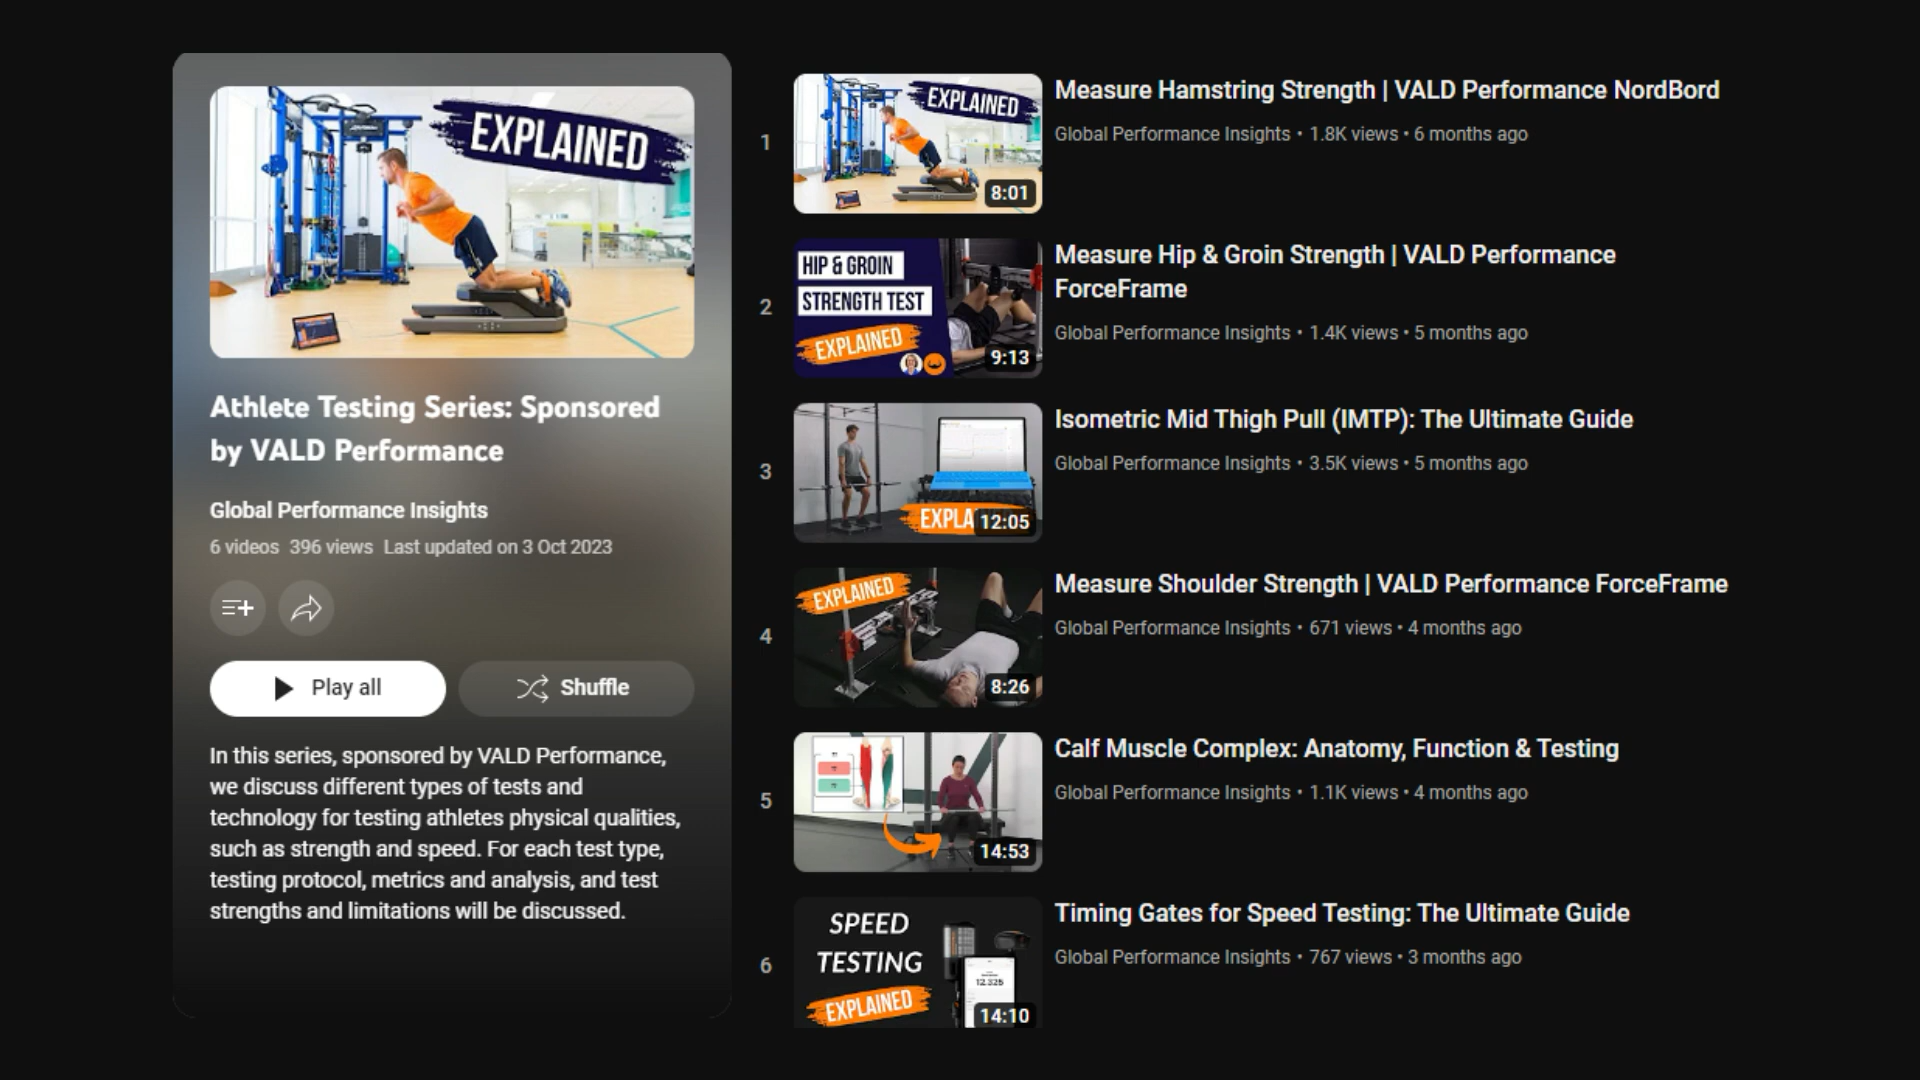 EXPLAINED
Athlete Testing Series: Sponsored
by VALD Performance
Global Performance Insights
6 videos 396 views Last updated on 3 Oct 2023
Play all
Shuffle
In this series, sponsored by VALD Performance,
we discuss different types of tests and
technology for testing athletes physical qualities,
such as strength and speed. For each test type,
testing protocol, metrics and analysis, and test
strengths and limitations will be discussed.
1
EXPLAINED
8:01
Measure Hamstring Strength | VALD Performance NordBord
Global Performance Insights • 1.8K views • 6 months ago
2
HIP & GROIN
STRENGTH TEST
EXPLAINED
9:13
Measure Hip & Groin Strength | VALD Performance
ForceFrame
Global Performance Insights • 1.4K views • 5 months ago
3
EXPLA
12:05
Isometric Mid Thigh Pull (IMTP): The Ultimate Guide
Global Performance Insights • 3.5K views • 5 months ago
4
EXPLAINED
8:26
Measure Shoulder Strength | VALD Performance ForceFrame
Global Performance Insights • 671 views • 4 months ago
5
14:53
Calf Muscle Complex: Anatomy, Function & Testing
Global Performance Insights • 1.1K views • 4 months ago
6
SPEED
TESTING
EXPLAINED
12.325
14:10
Timing Gates for Speed Testing: The Ultimate Guide
Global Performance Insights • 767 views • 3 months ago